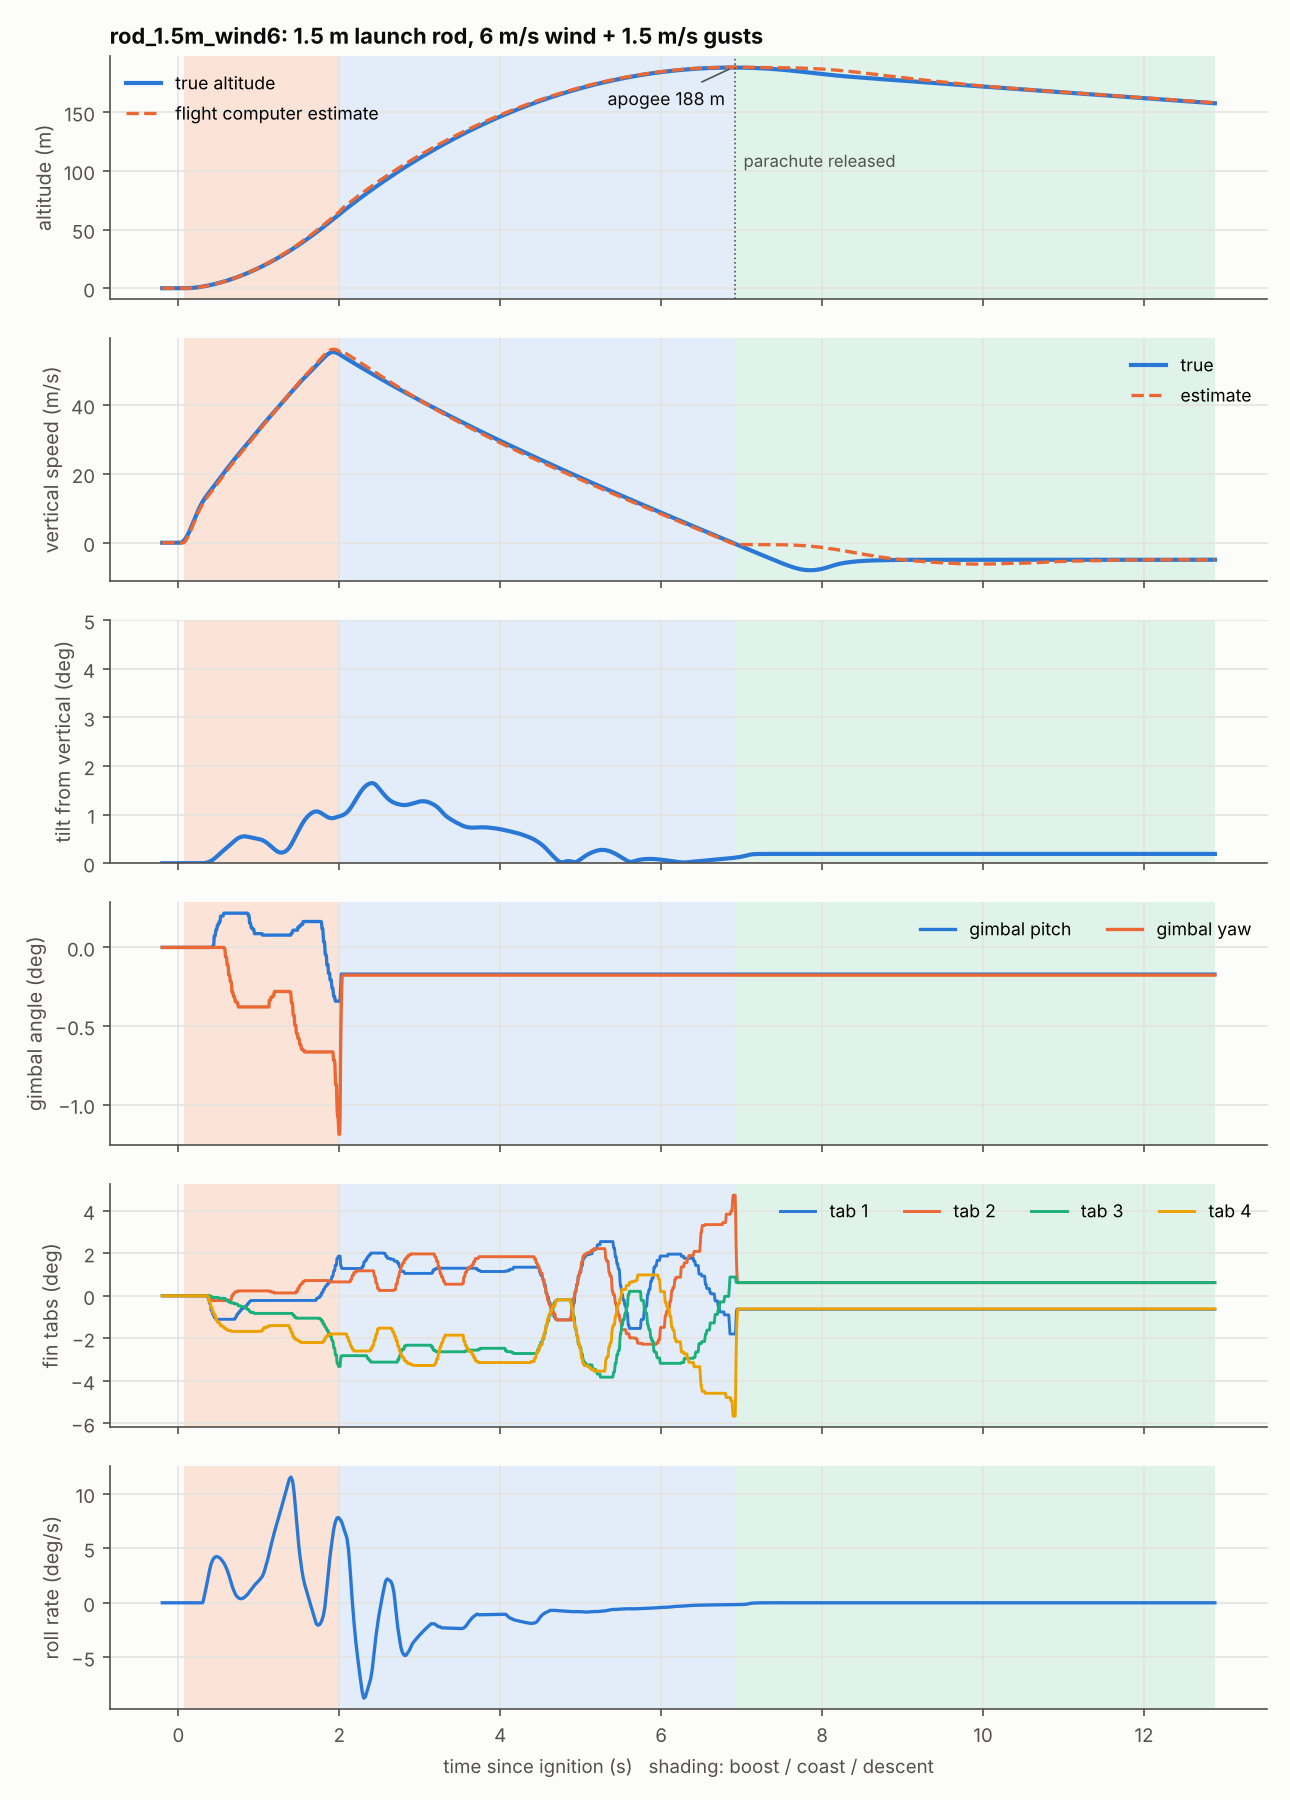 rod_1.5m_wind6: 1.5 m launch rod, 6 m/s wind + 1.5 m/s gusts
true altitude
flight computer estimate
apogee 188 m
parachute released
altitude (m)
150
100
50
0
true
estimate
vertical speed (m/s)
40
20
0
tilt from vertical (deg)
5
4
3
2
1
0
gimbal pitch
gimbal yaw
gimbal angle (deg)
0.0
−0.5
−1.0
tab 1
tab 2
tab 3
tab 4
fin tabs (deg)
4
2
0
−2
−4
−6
roll rate (deg/s)
10
5
0
−5
0 2 4 6 8 10 12
time since ignition (s) shading: boost / coast / descent